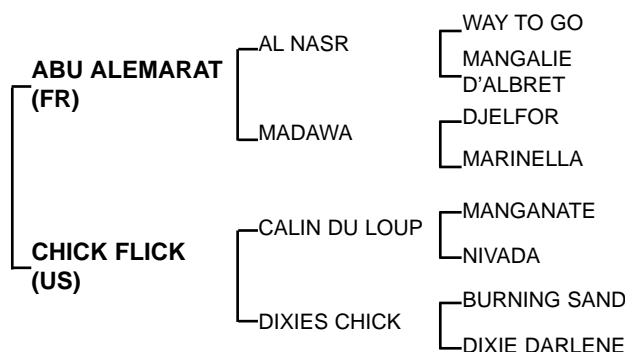 WAY TO GO
AL NASR
MANGALIE
D'ALBRET
ABU ALEMARAT
(FR)
DJELFOR
MADAWA
MARINELLA
MANGANATE
CALIN DU LOUP
NIVADA
CHICK FLICK
(US)
BURNING SAND
DIXIES CHICK
DIXIE DARLENE